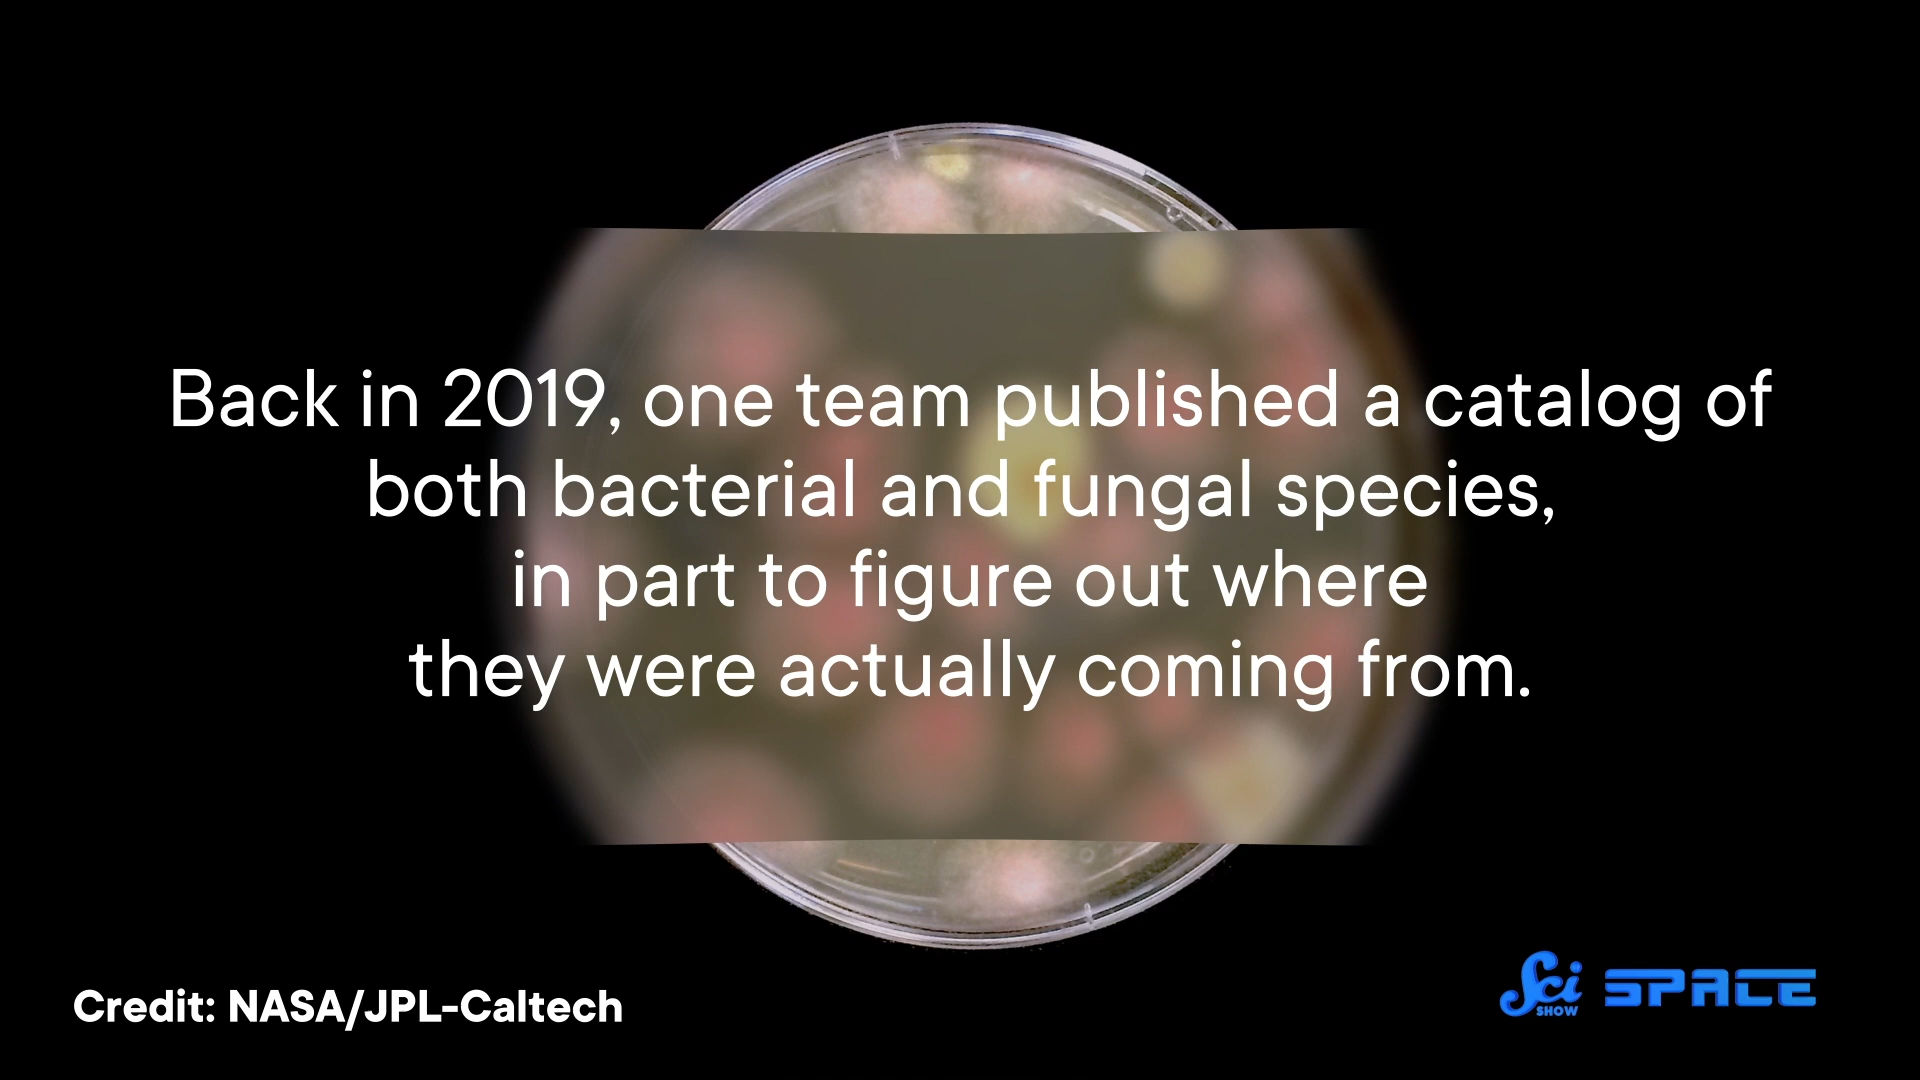 Back in 2019, one team published a catalog of
both bacterial and fungal species,
in part to figure out where
they were actually coming from.
Credit: NASA/JPL-Caltech
Sci SHOW SPACE